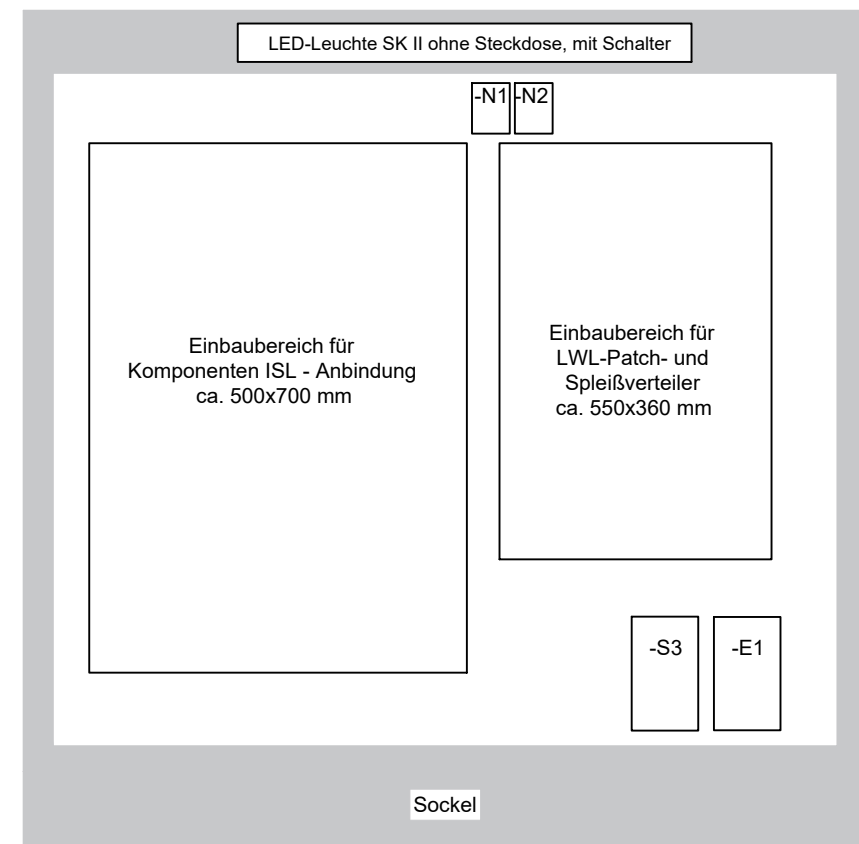 LED-Leuchte SK II ohne Steckdose, mit Schalter
-N1 -N2
Einbaubereich für
Komponenten ISL - Anbindung
ca. 500x700 mm
Einbaubereich für
LWL-Patch- und
Spleißverteiler
ca. 550x360 mm
-S3 -E1
Sockel